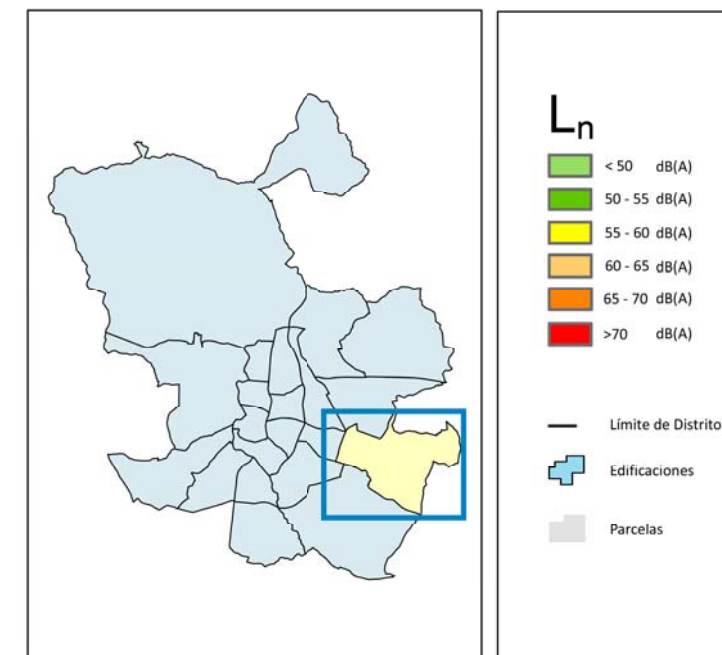 Ln
< 50 dB(A)
50 - 55 dB(A)
55 - 60 dB(A)
60 - 65 dB(A)
65 - 70 dB(A)
>70 dB(A)
Límite de Distrito
Edificaciones
Parcelas